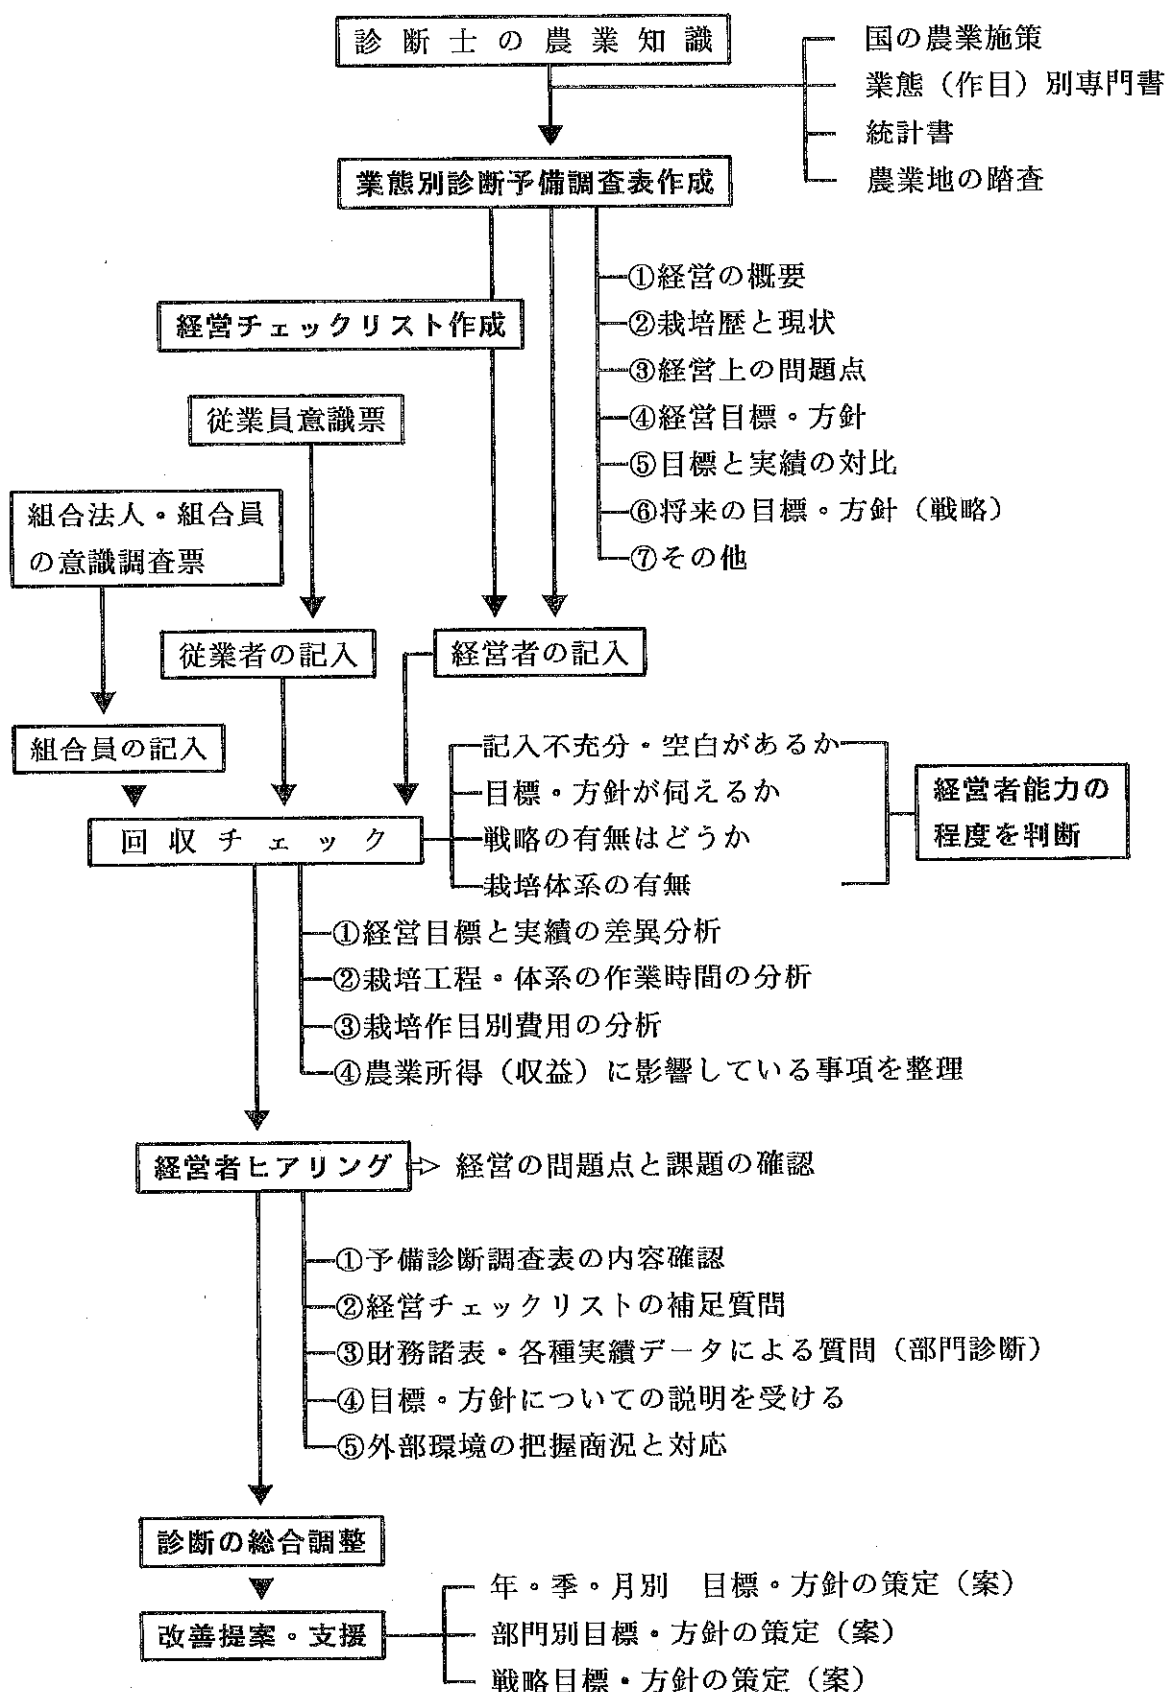 診断士の農業知識
国の農業施策
業態（作目）別専門書
統計書
農業地の踏査
業態別診断予備調査表作成
①経営の概要
②栽培歴と現状
③経営上の問題点
④経営目標・方針
⑤目標と実績の対比
⑥将来の目標・方針（戦略）
⑦その他
経営チェックリスト作成
従業員意識票
組合法人・組合員
の意識調査票
従業者の記入
経営者の記入
組合員の記入
回収チェック
記入不充分・空白があるか
目標・方針が伺えるか
戦略の有無はどうか
栽培体系の有無
経営者能力の
程度を判断
①経営目標と実績の差異分析
②栽培工程・体系の作業時間の分析
③栽培作目別費用の分析
④農業所得（収益）に影響している事項を整理
経営者ヒアリング
経営の問題点と課題の確認
①予備診断調査表の内容確認
②経営チェックリストの補足質問
③財務諸表・各種実績データによる質問（部門診断）
④目標・方針についての説明を受ける
⑤外部環境の把握商況と対応
診断の総合調整
改善提案・支援
年・季・月別　目標・方針の策定（案）
部門別目標・方針の策定（案）
戦略目標・方針の策定（案）